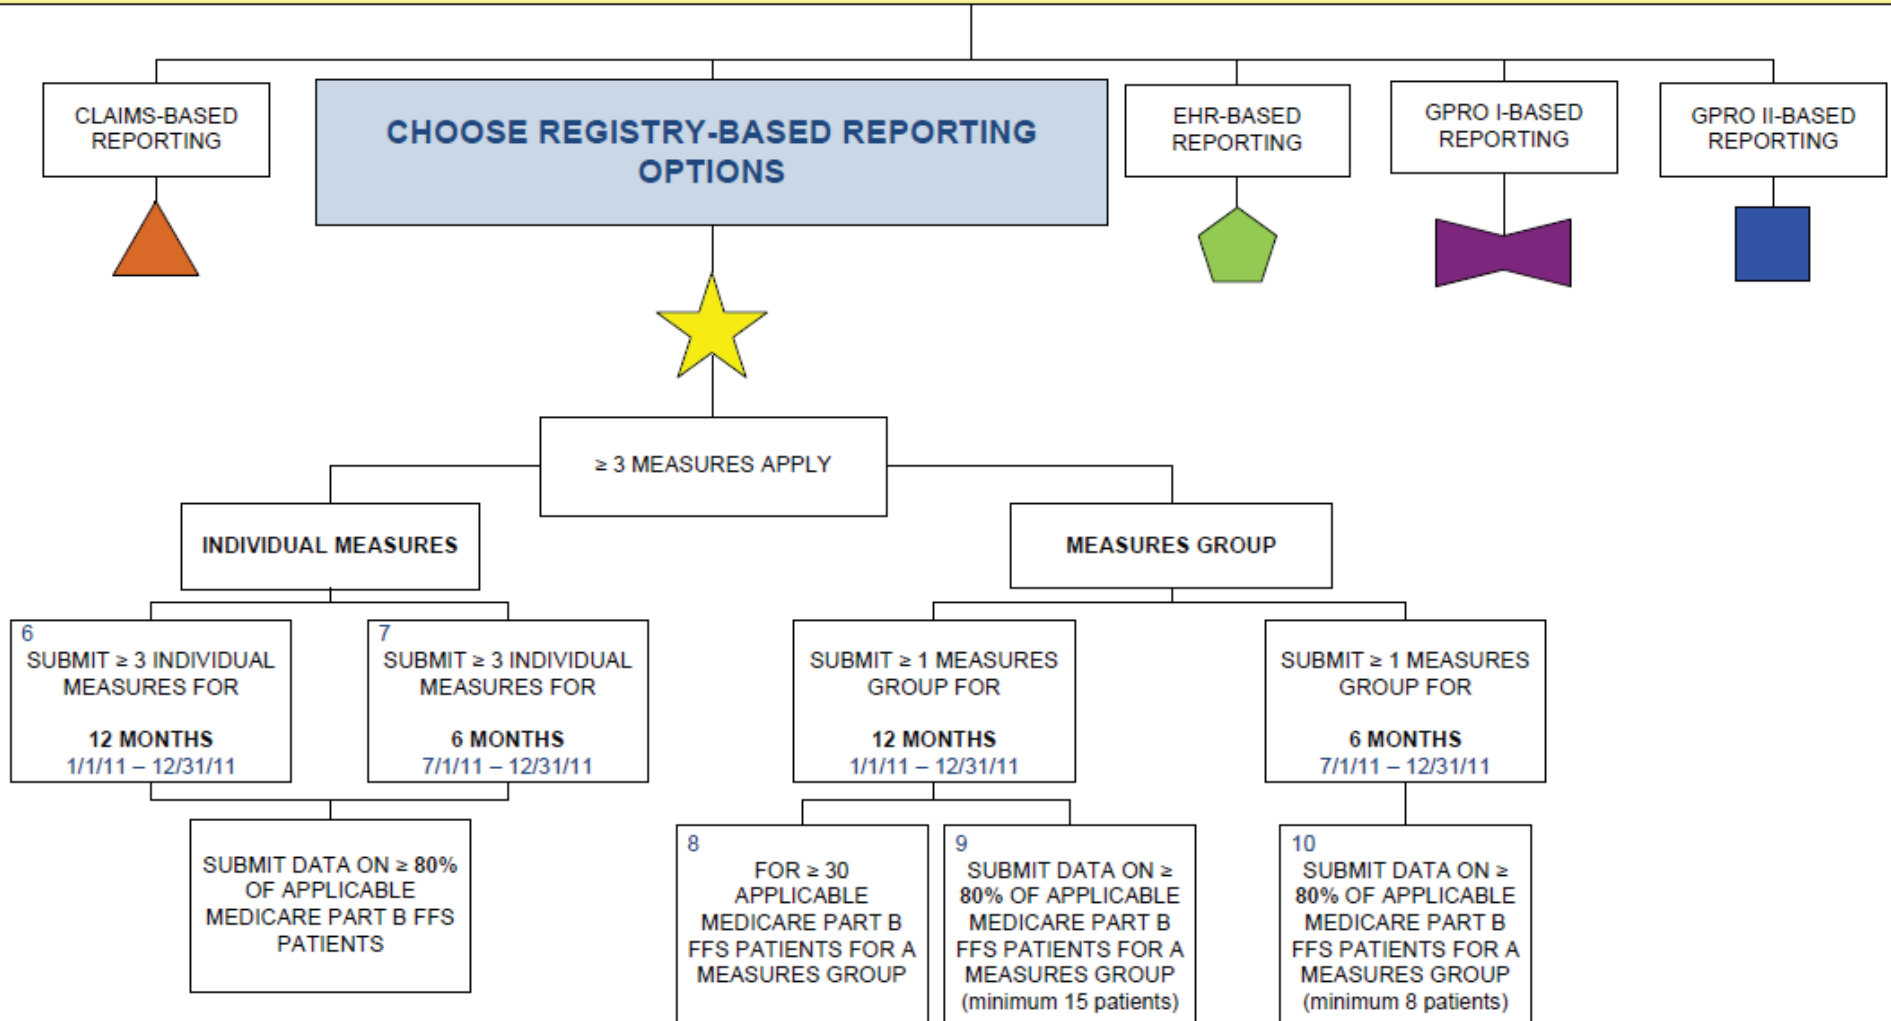 CLAIMS-BASED
REPORTING
CHOOSE REGISTRY-BASED REPORTING
OPTIONS
EHR-BASED
REPORTING
GPRO I-BASED
REPORTING
GPRO II-BASED
REPORTING
≥ 3 MEASURES APPLY
INDIVIDUAL MEASURES
MEASURES GROUP
6
SUBMIT ≥ 3 INDIVIDUAL
MEASURES FOR
12 MONTHS
1/1/11 – 12/31/11
7
SUBMIT ≥ 3 INDIVIDUAL
MEASURES FOR
6 MONTHS
7/1/11 – 12/31/11
SUBMIT ≥ 1 MEASURES
GROUP FOR
12 MONTHS
1/1/11 – 12/31/11
SUBMIT ≥ 1 MEASURES
GROUP FOR
6 MONTHS
7/1/11 – 12/31/11
SUBMIT DATA ON ≥ 80%
OF APPLICABLE
MEDICARE PART B FFS
PATIENTS
8
FOR ≥ 30
APPLICABLE
MEDICARE PART B
FFS PATIENTS FOR A
MEASURES GROUP
9
SUBMIT DATA ON ≥
80% OF APPLICABLE
MEDICARE PART B
FFS PATIENTS FOR A
MEASURES GROUP
(minimum 15 patients)
10
SUBMIT DATA ON ≥
80% OF APPLICABLE
MEDICARE PART B
FFS PATIENTS FOR A
MEASURES GROUP
(minimum 8 patients)